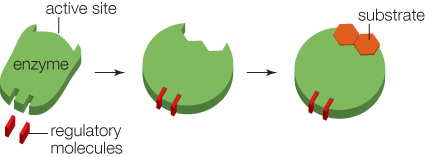 active site
enzyme
regulatory
molecules
substrate